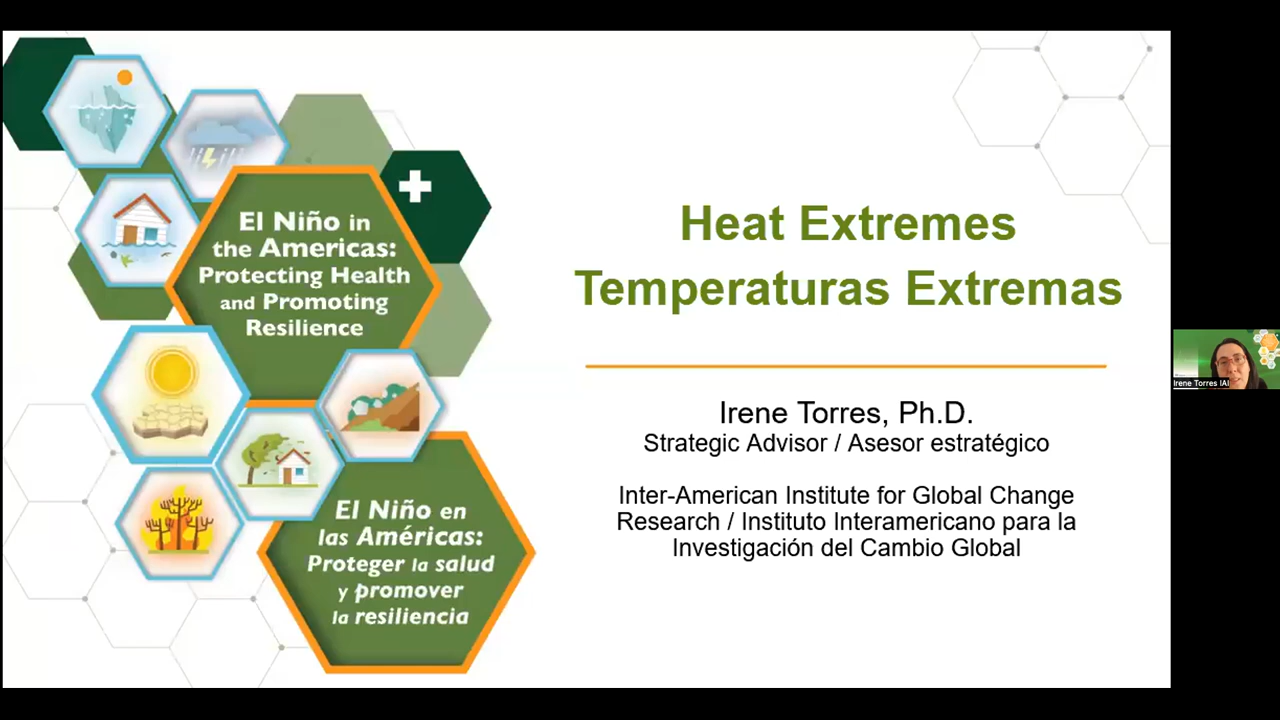 El Niño in
the Americas:
Protecting Health
and Promoting
Resilience
El Niño en
las Américas:
Proteger la salud
y promover
la resiliencia
Heat Extremes
Temperaturas Extremas
Irene Torres, Ph.D.
Strategic Advisor / Asesor estratégico
Inter-American Institute for Global Change
Research / Instituto Interamericano para la
Investigación del Cambio Global
Irene Torres IAI